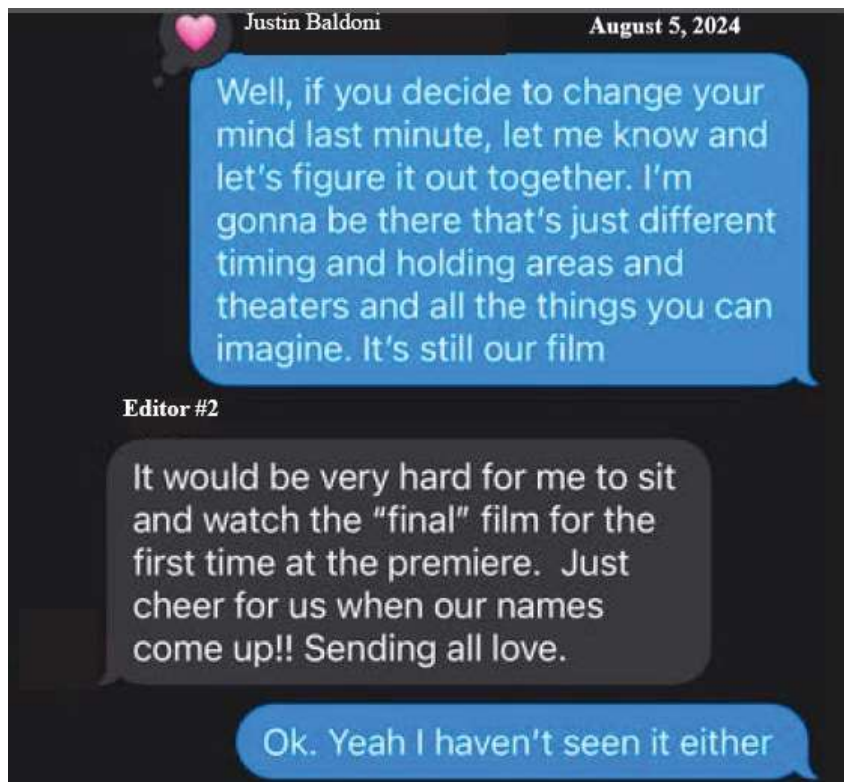 Justin Baldoni August 5, 2024
Well, if you decide to change your
mind last minute, let me know and
let's figure it out together. I'm
gonna be there that's just different
timing and holding areas and
theaters and all the things you can
imagine. It's still our film
Editor #2
It would be very hard for me to sit
and watch the “final” film for the
first time at the premiere.  Just
cheer for us when our names
come up!! Sending all love.
Ok. Yeah I haven't seen it either